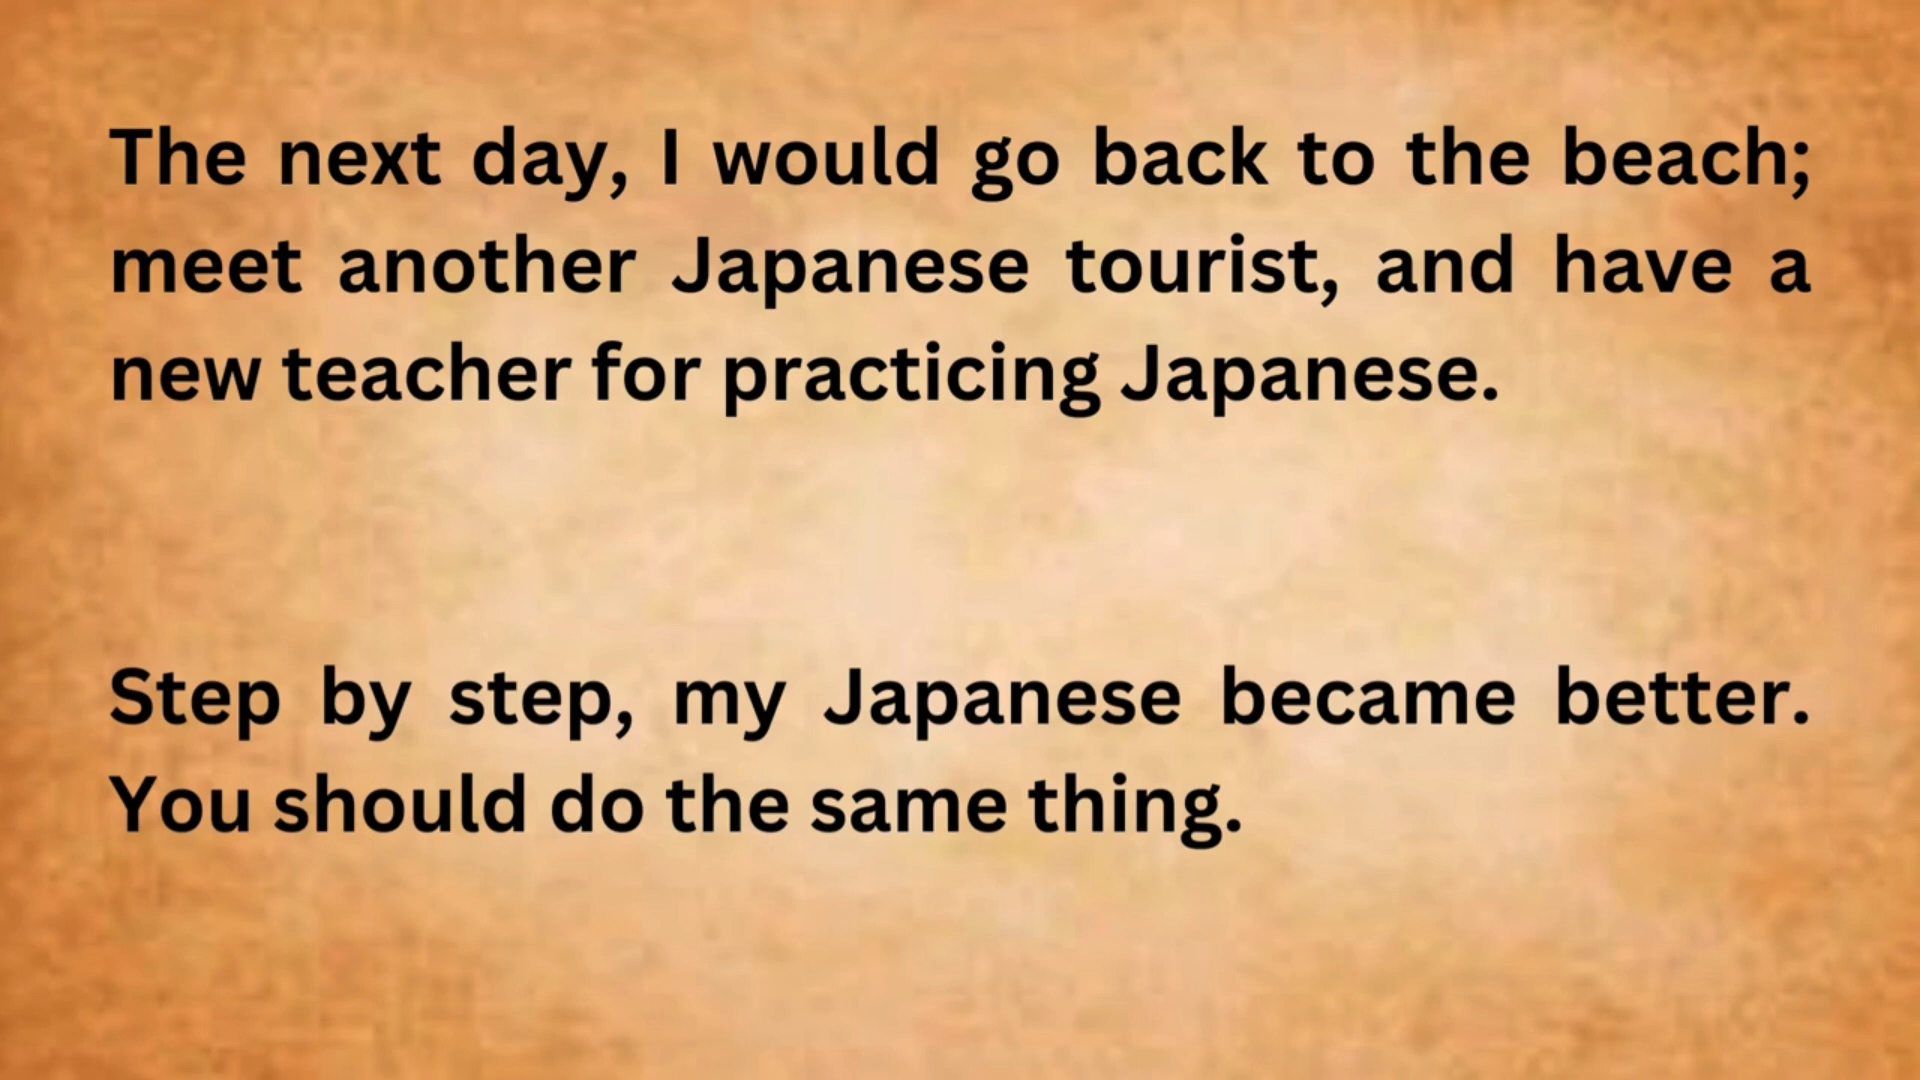 The next day, I would go back to the beach;
meet another Japanese tourist, and have a
new teacher for practicing Japanese.
Step by step, my Japanese became better.
You should do the same thing.